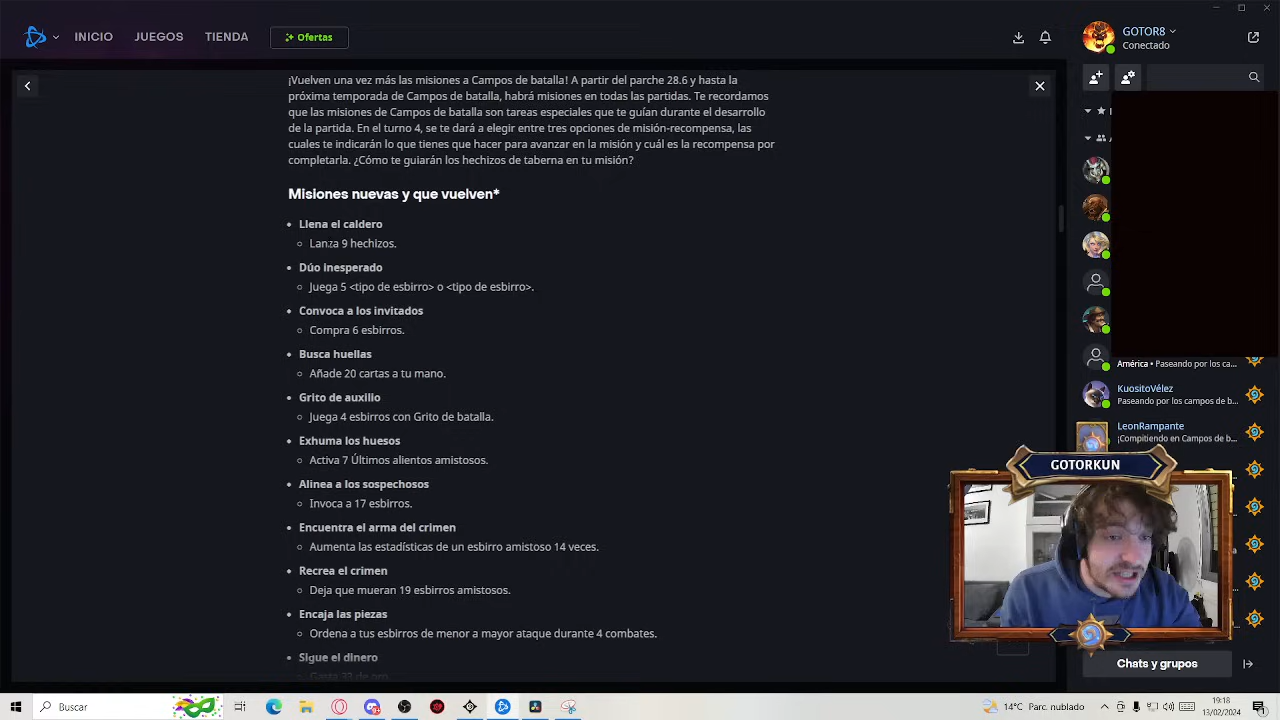 INICIO JUEGOS TIENDA Ofertas
GOTOR8
Conectado
¡Vuelven una vez más las misiones a Campos de batalla! A partir del parche 28.6 y hasta la
próxima temporada de Campos de batalla, habrá misiones en todas las partidas. Te recordamos
que las misiones de Campos de batalla son tareas especiales que te guían durante el desarrollo
de la partida. En el turno 4, se te dará a elegir entre tres opciones de misión-recompensa, las
cuales te indicarán lo que tienes que hacer para avanzar en la misión y cuál es la recompensa por
completarla. ¿Cómo te guiarán los hechizos de taberna en tu misión?
Misiones nuevas y que vuelven*
Llena el caldero
Lanza 9 hechizos.
Dúo inesperado
Juega 5 <tipo de esbirro> o <tipo de esbirro>.
Convoca a los invitados
Compra 6 esbirros.
Busca huellas
Añade 20 cartas a tu mano.
Grito de auxilio
Juega 4 esbirros con Grito de batalla.
Exhuma los huesos
Activa 7 Últimos alientos amistosos.
Alinea a los sospechosos
Invoca a 17 esbirros.
Encuentra el arma del crimen
Aumenta las estadísticas de un esbirro amistoso 14 veces.
Recrea el crimen
Deja que mueran 19 esbirros amistosos.
Encaja las piezas
Ordena a tus esbirros de menor a mayor ataque durante 4 combates.
Sigue el dinero
América • Paseando por los ca...
KuositoVélez
Paseando por los campos de b...
LeonRampante
¡Compitiendo en Campos de b...
GOTORKUN
Chats y grupos
Buscar
14°C Parc. nublado
19:18
13/02/2024